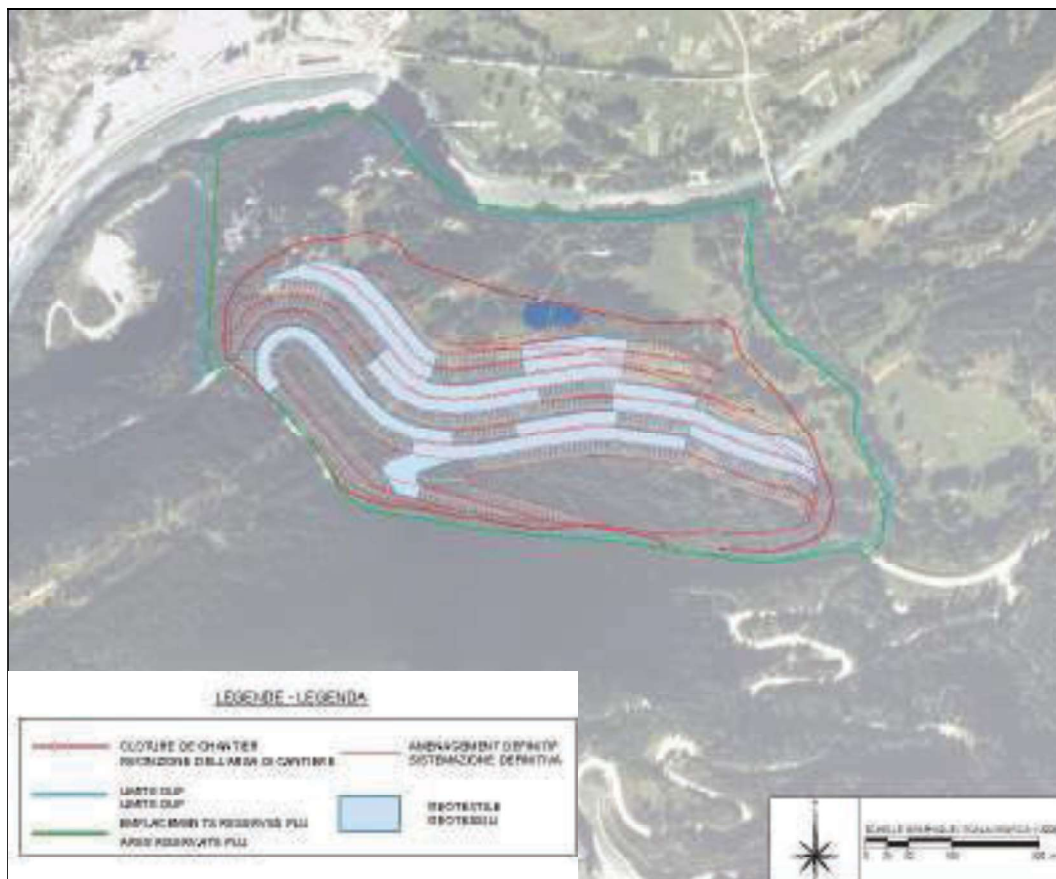 LEGENDE - LEGENDA
CLOTURE DE CHANTIER
RECINZIONE DELL'AREA DI CANTIERE
LIMITE DUP
LIMITE DUP
EMPLACEMENTS RESERVES PLU
AREE RISERVATE PLU
AMENAGEMENT DEFINITIF
SISTEMAZIONE DEFINITIVA
GEOTEXTILE
GEOTESSILI